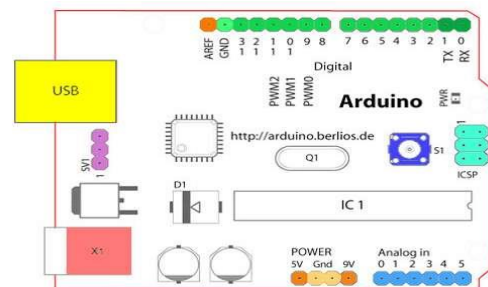 AREF
GND
13
12
11
10
9
8
7
6
5
4
3
2
1
0
TX
RX
Digital
USB
PWM2
PWM1
PWM0
Arduino
PWR
http://arduino.berlios.de
SV1
1
Q1
S1
1
ICSP
D1
IC 1
X1
POWER
5V Gnd 9V
Analog in
0 1 2 3 4 5